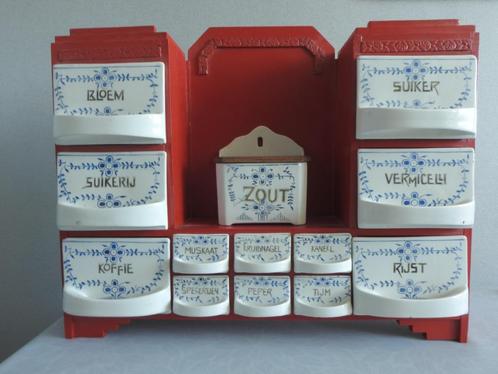 BLOEM
SUIKER
SUIKERIJ
ZOUT
VERMICELLI
KOFFIE
MUSKAAT
KRUIDNAGEL
KANEEL
RIJST
SPECERIJEN
PEPER
TIJM